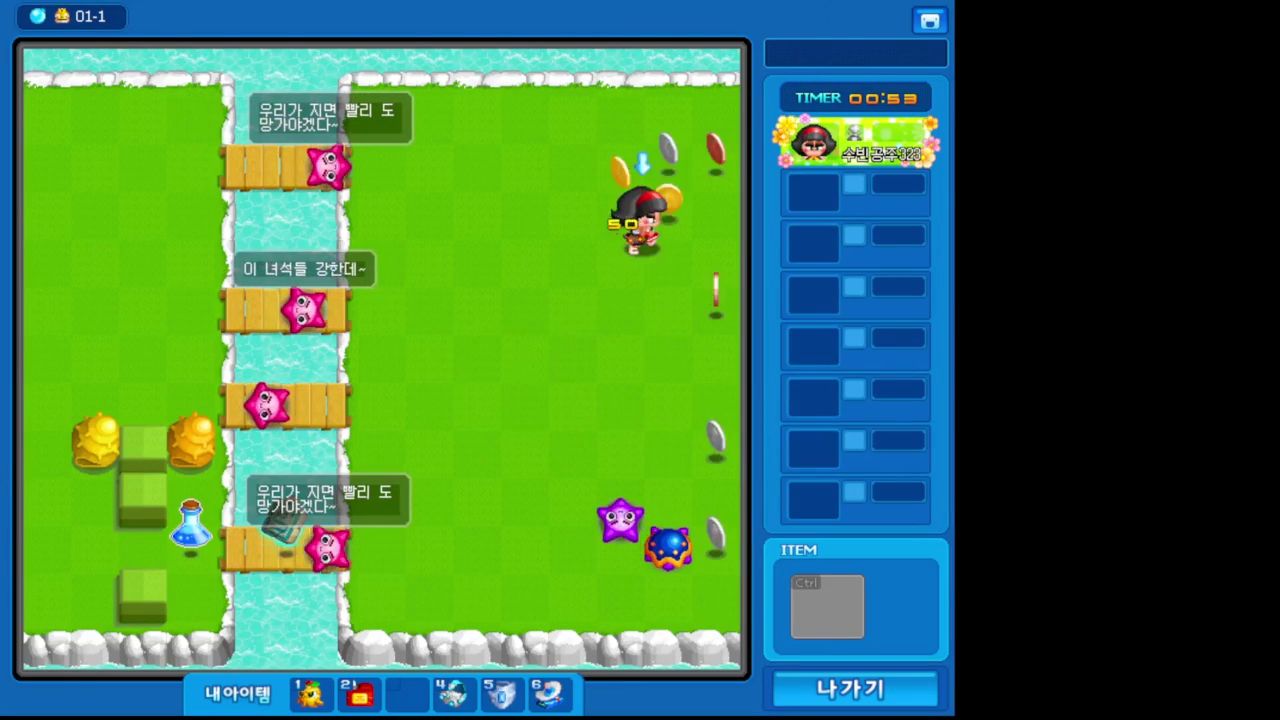 01-1
우리가 지면 빨리 도
망가야겠다~
TIMER 00:53
수빈공주323
50
이 녀석들 강한데~
우리가 지면 빨리 도
망가야겠다~
ITEM
Ctrl
내아이템
1
2
4
5
6
나가기